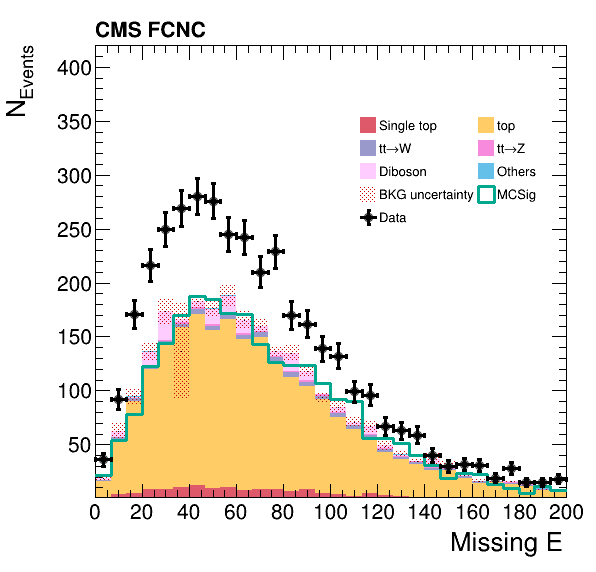 CMS FCNC
N_Events
400
350
300
250
200
150
100
50
Single top
top
tt→W
tt→Z
Diboson
Others
BKG uncertainty
MCSig
Data
0 20 40 60 80 100 120 140 160 180 200
Missing E